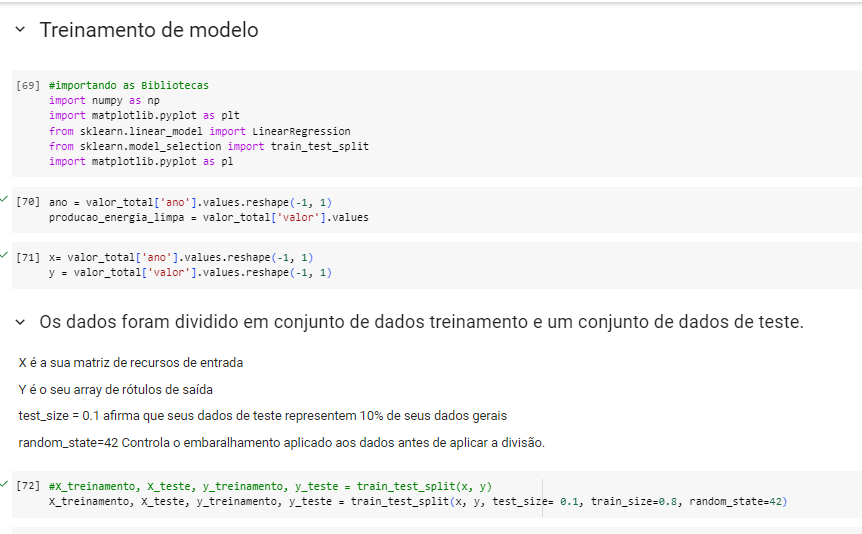 Treinamento de modelo
[69] #importando as Bibliotecas
import numpy as np
import matplotlib.pyplot as plt
from sklearn.linear_model import LinearRegression
from sklearn.model_selection import train_test_split
import matplotlib.pyplot as pl
[70] ano = valor_total['ano'].values.reshape(-1, 1)
producao_energia_limpa = valor_total['valor'].values
[71] x= valor_total['ano'].values.reshape(-1, 1)
y = valor_total['valor'].values.reshape(-1, 1)
Os dados foram dividido em conjunto de dados treinamento e um conjunto de dados de teste.
X é a sua matriz de recursos de entrada
Y é o seu array de rótulos de saída
test_size = 0.1 afirma que seus dados de teste representem 10% de seus dados gerais
random_state=42 Controla o embaralhamento aplicado aos dados antes de aplicar a divisão.
[72] #X_treinamento, X_teste, y_treinamento, y_teste = train_test_split(x, y)
X_treinamento, X_teste, y_treinamento, y_teste = train_test_split(x, y, test_size= 0.1, train_size=0.8, random_state=42)